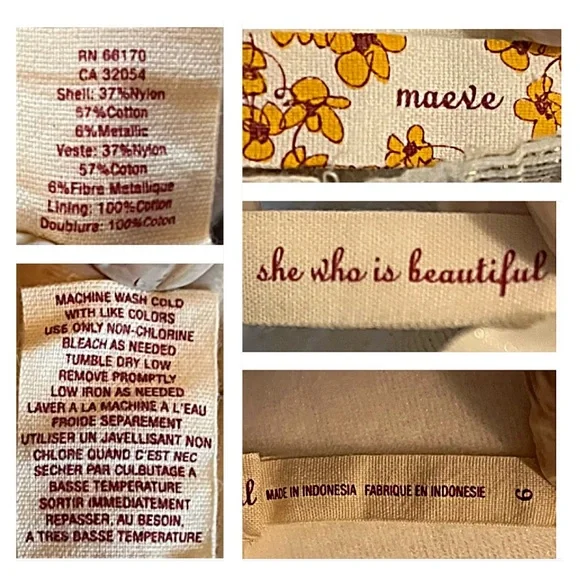 RN 66170
CA 32054
Shell: 37%Nylon
57%Cotton
6%Metallic
Veste: 37%Nylon
57%Coton
6%Fibre Metallique
Lining: 100%Cotton
Doublure: 100%Coton
maeve
she who is beautiful
MACHINE WASH COLD
WITH LIKE COLORS
USE ONLY NON-CHLORINE
BLEACH AS NEEDED
TUMBLE DRY LOW
REMOVE PROMPTLY
LOW IRON AS NEEDED
LAVER A LA MACHINE A L'EAU
FROIDE SEPAREMENT
UTILISER UN JAVELLISANT NON
CHLORE QUAND C'EST NEC
SECHER PAR CULBUTAGE A
BASSE TEMPERATURE
SORTIR IMMEDIATEMENT
REPASSER, AU BESOIN,
A TRES BASSE TEMPERATURE
l MADE IN INDONESIA FABRIQUE EN INDONESIE 6